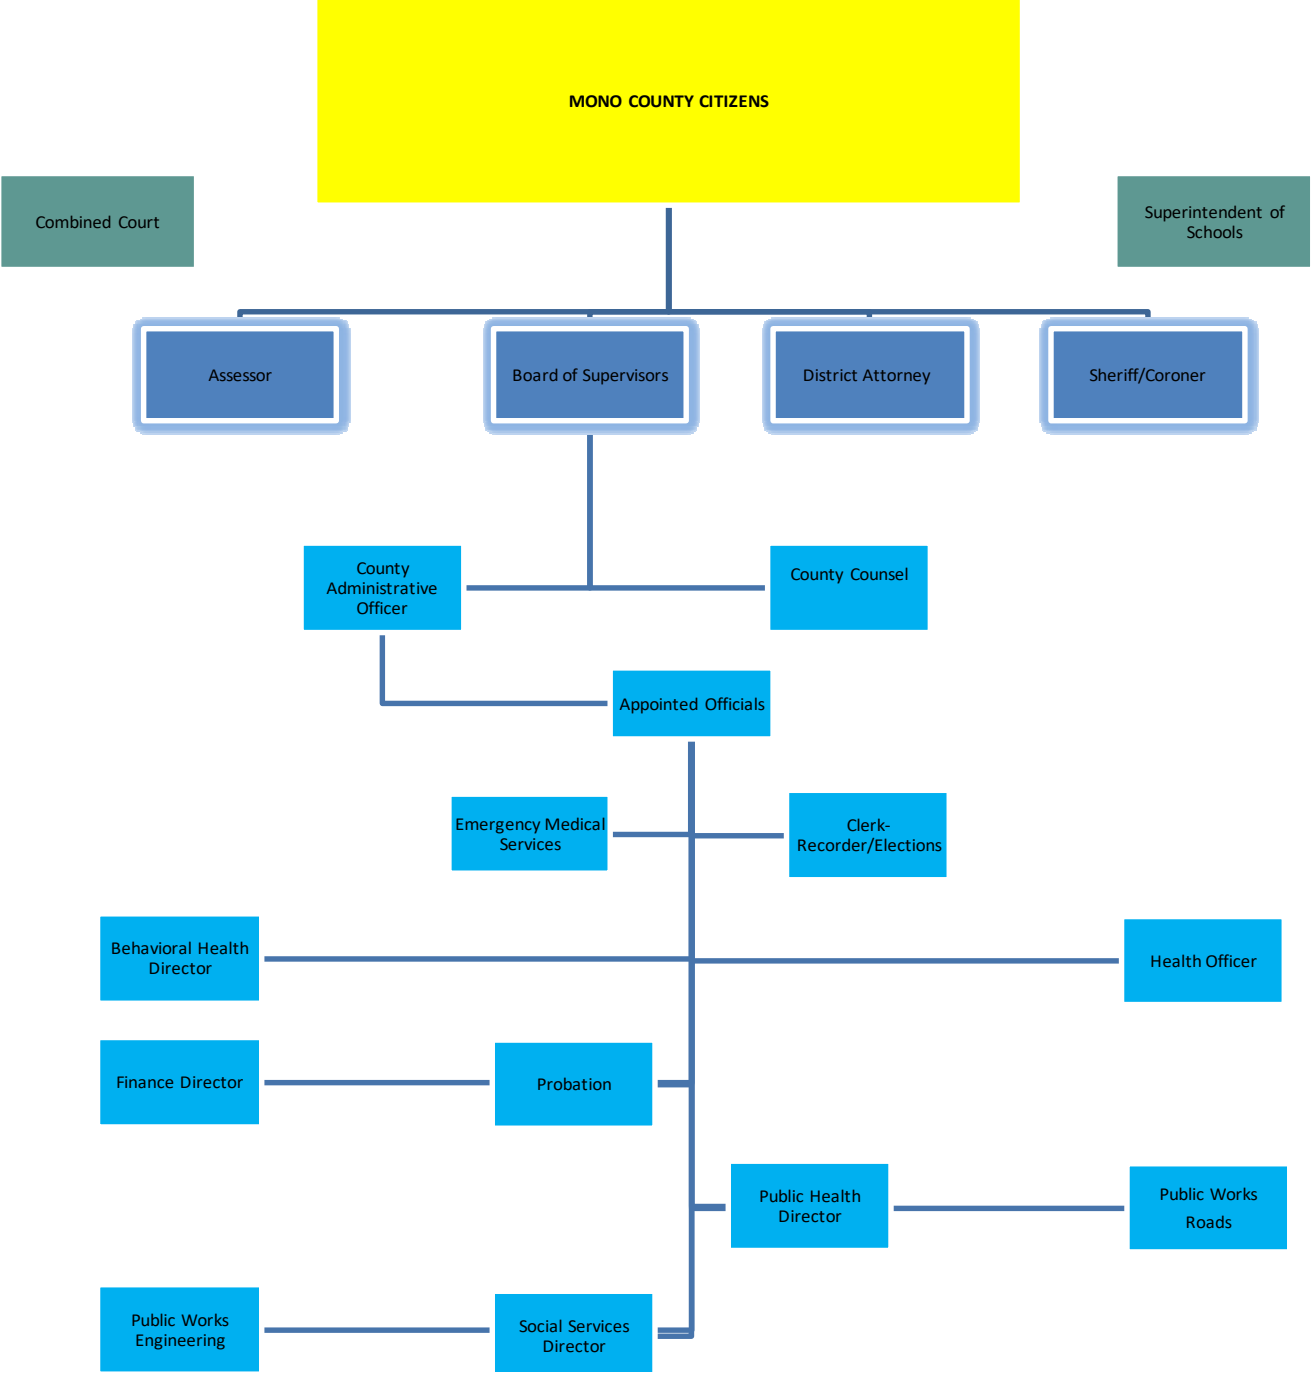 MONO COUNTY CITIZENS
Combined Court
Superintendent of
Schools
Assessor
Board of Supervisors
District Attorney
Sheriff/Coroner
County
Administrative
Officer
County Counsel
Appointed Officials
Emergency Medical
Services
Clerk-
Recorder/Elections
Behavioral Health
Director
Health Officer
Finance Director
Probation
Public Health
Director
Public Works
Roads
Public Works
Engineering
Social Services
Director